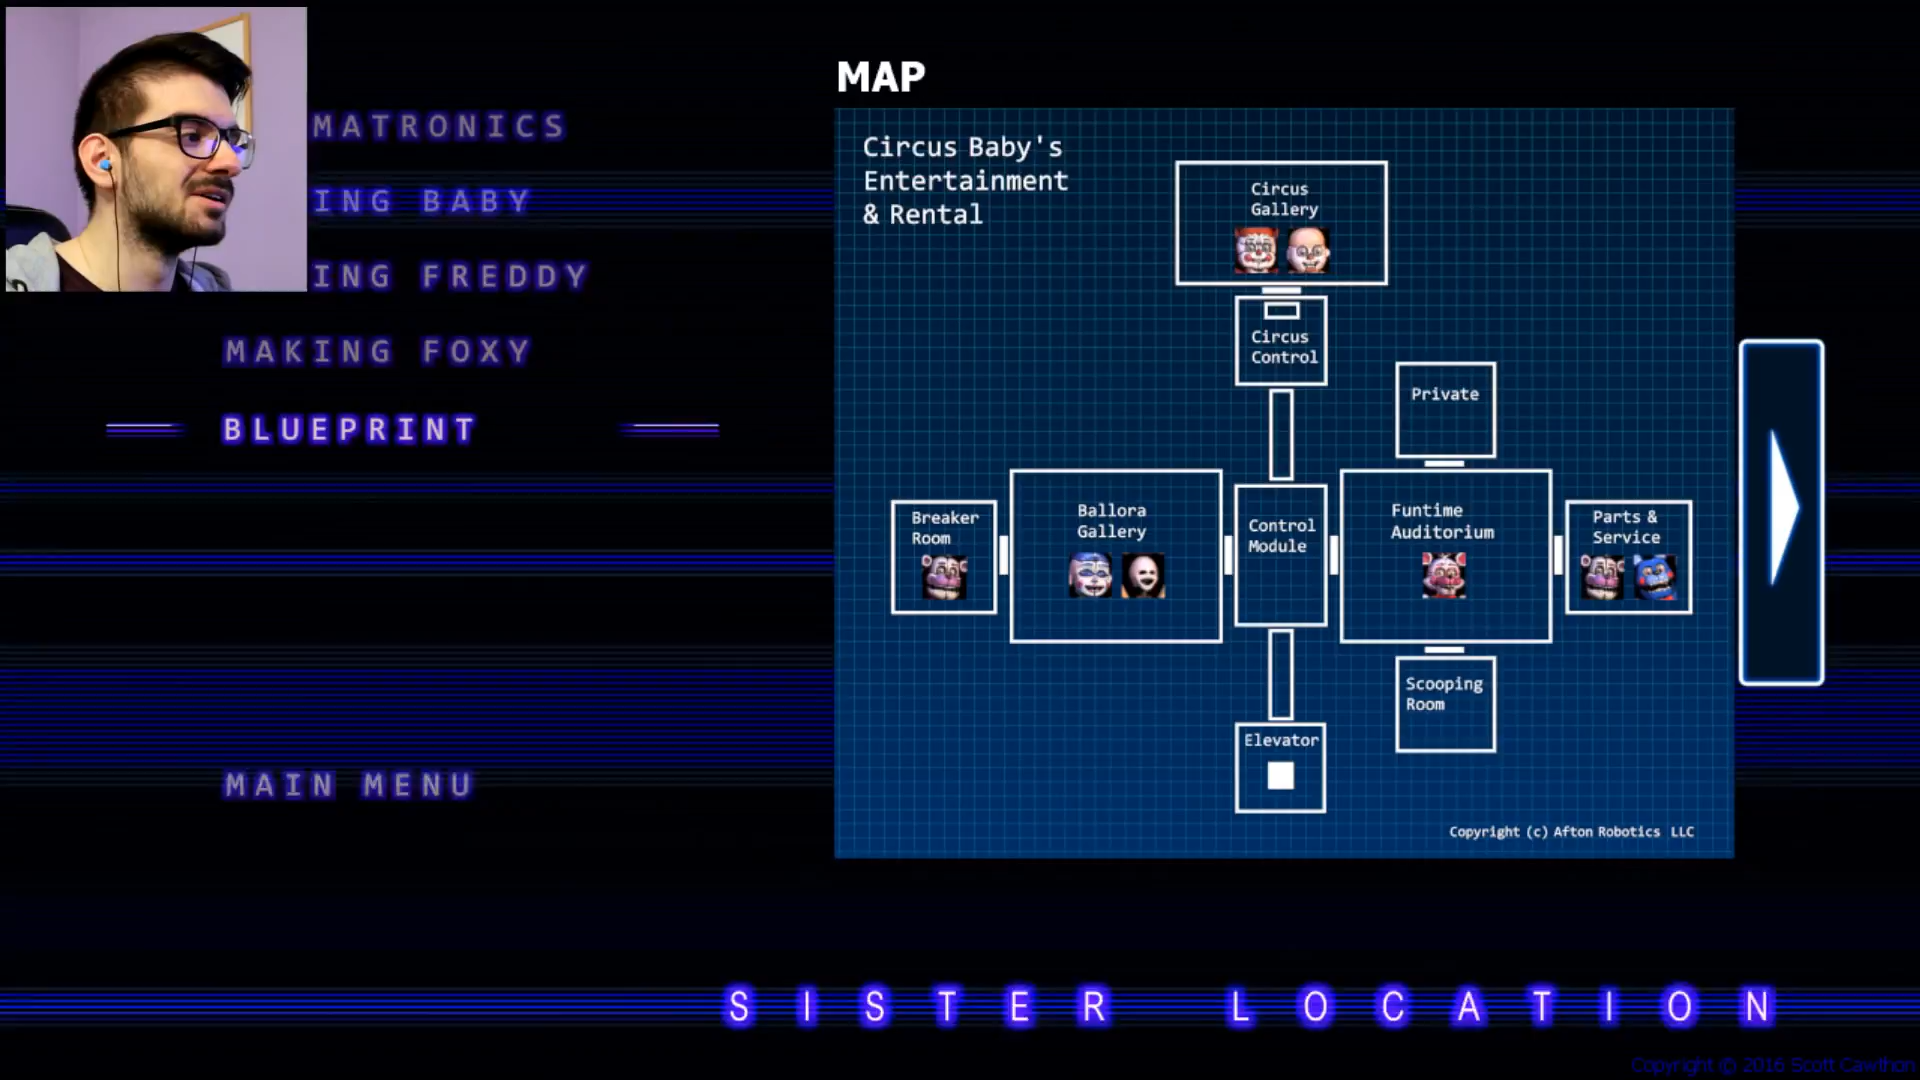 MATRONICS
ING BABY
ING FREDDY
MAKING FOXY
BLUEPRINT
MAIN MENU
MAP
Circus Baby's
Entertainment
& Rental
Circus
Gallery
Circus
Control
Private
Breaker
Room
Ballora
Gallery
Control
Module
Funtime
Auditorium
Parts &
Service
Scooping
Room
Elevator
Copyright (c) Afton Robotics LLC
SISTER LOCATION
Copyright © 2016 Scott Cawthon